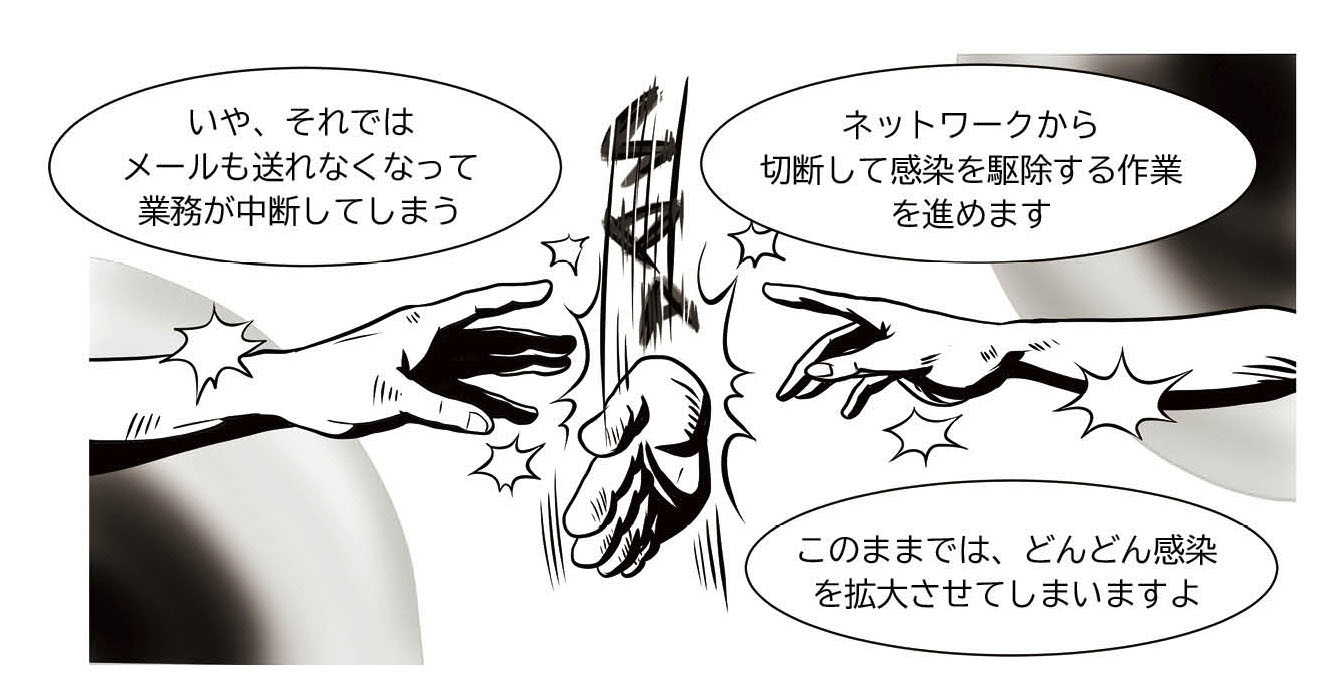 ネットワークから
切断して感染を駆除する作業
を進めます
いや、それでは
メールも送れなくなって
業務が中断してしまう
このままでは、どんどん感染
を拡大させてしまいますよ